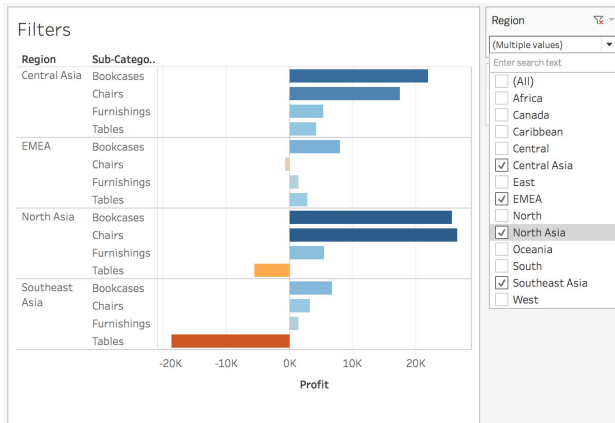 Filters
Region Sub-Catego..
Central Asia Bookcases
Chairs
Furnishings
Tables
EMEA Bookcases
Chairs
Furnishings
Tables
North Asia Bookcases
Chairs
Furnishings
Tables
Southeast Asia Bookcases
Chairs
Furnishings
Tables
-20K -10K 0K 10K 20K
Profit
Region
(Multiple values)
Enter search text
(All)
Africa
Canada
Caribbean
Central
Central Asia
East
EMEA
North
North Asia
Oceania
South
Southeast Asia
West